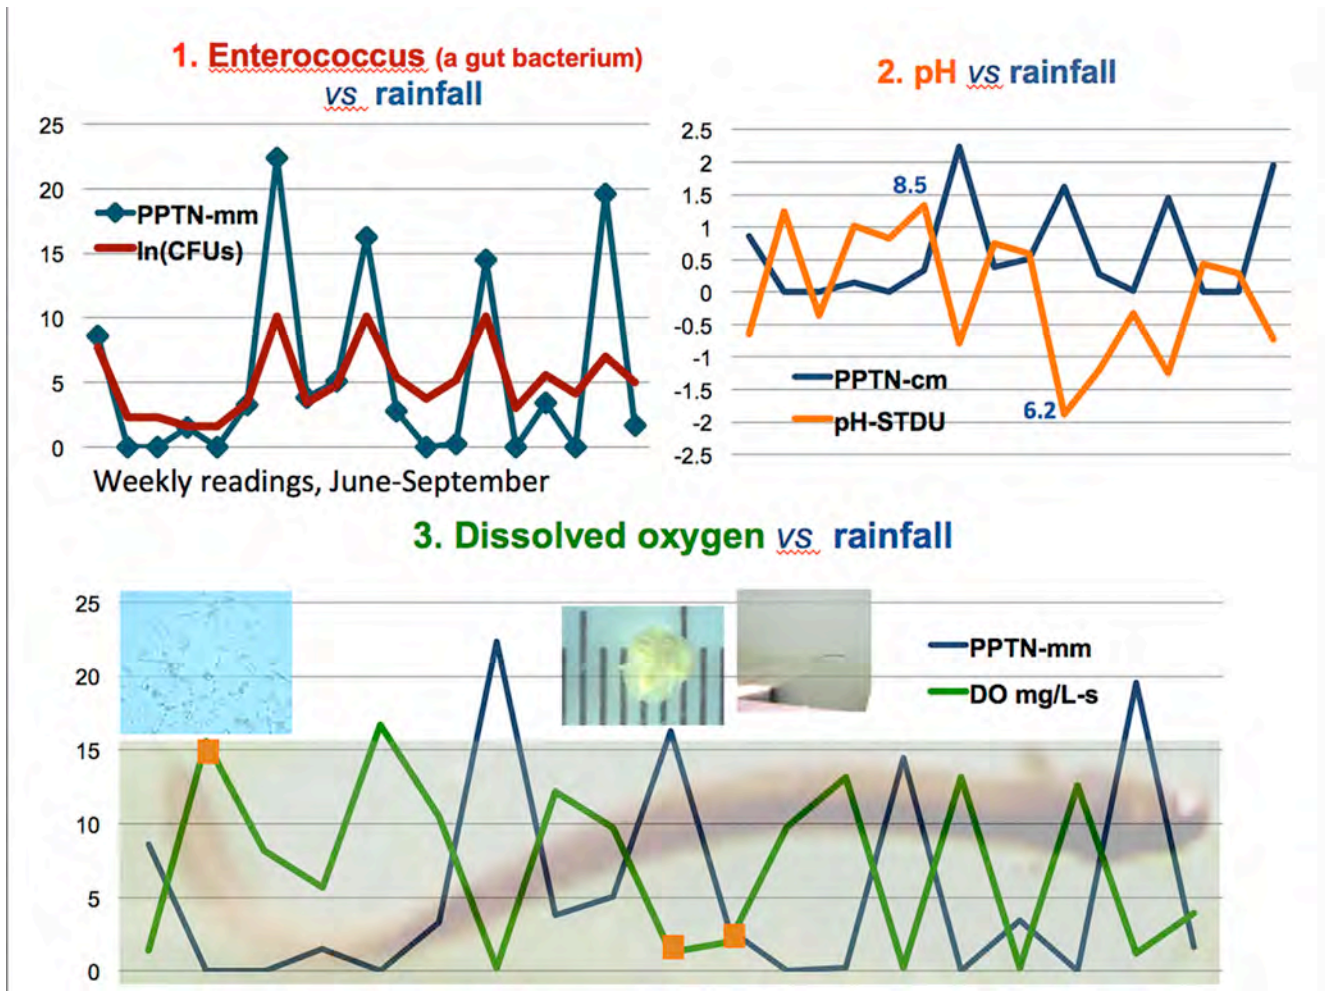 1. Enterococcus (a gut bacterium)
vs rainfall
25
20
15
10
5
0
PPTN-mm
ln(CFUs)
Weekly readings, June-September
2. pH vs rainfall
2.5
2
1.5
1
0.5
0
-0.5
-1
-1.5
-2
-2.5
8.5
6.2
PPTN-cm
pH-STDU
3. Dissolved oxygen vs rainfall
25
20
15
10
5
0
PPTN-mm
DO mg/L-s